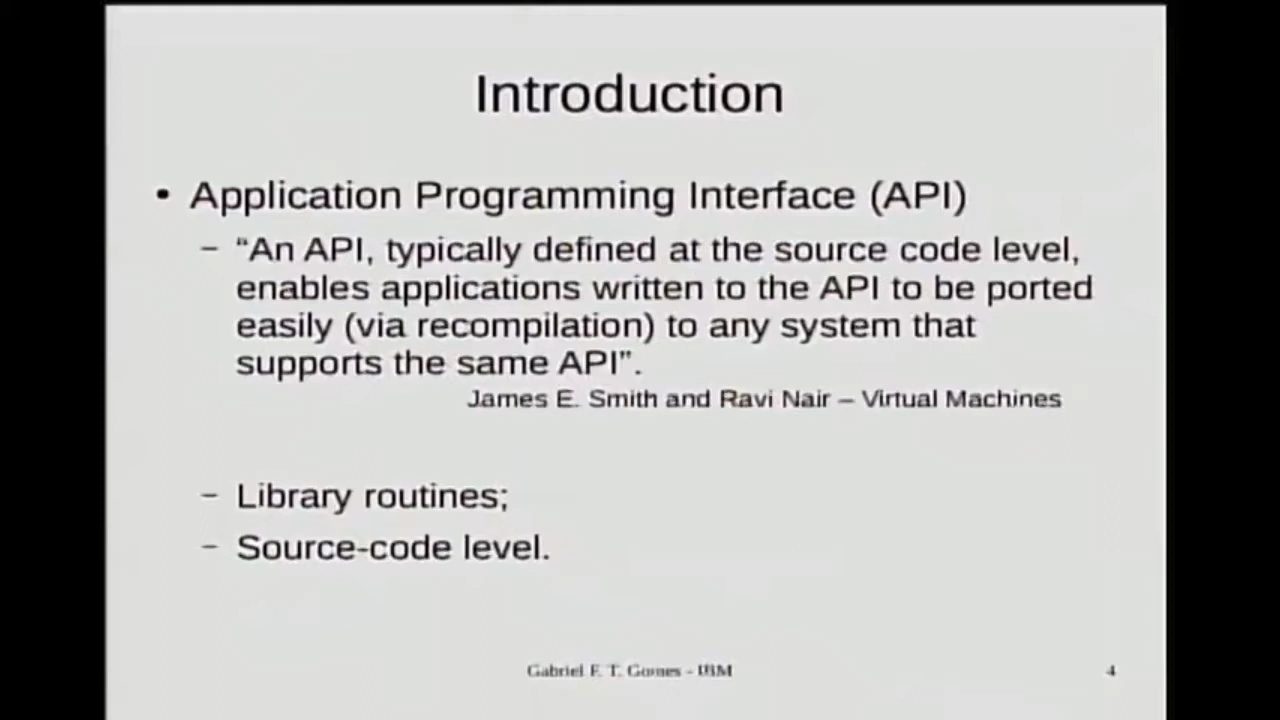 Introduction
• Application Programming Interface (API)
– “An API, typically defined at the source code level,
enables applications written to the API to be ported
easily (via recompilation) to any system that
supports the same API”.
James E. Smith and Ravi Nair – Virtual Machines
– Library routines;
– Source-code level.
Gabriel F. T. Gomes - IBM
4